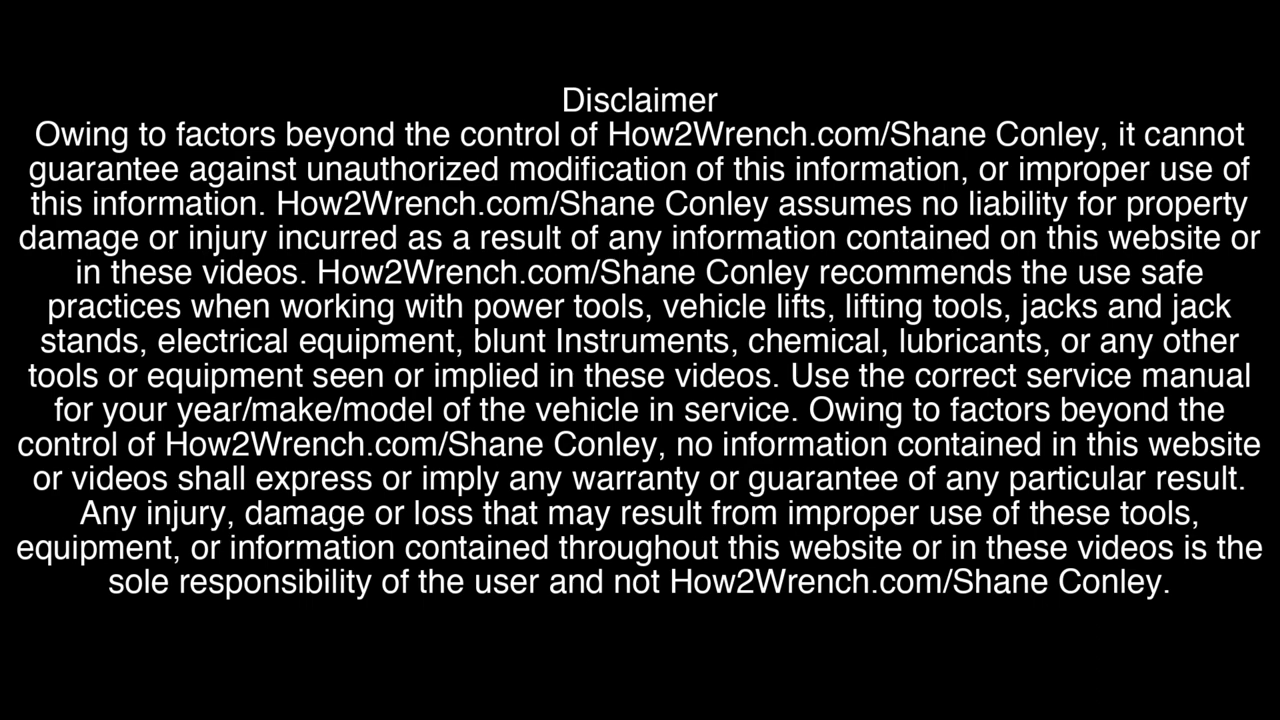 Disclaimer
Owing to factors beyond the control of How2Wrench.com/Shane Conley, it cannot
guarantee against unauthorized modification of this information, or improper use of
this information. How2Wrench.com/Shane Conley assumes no liability for property
damage or injury incurred as a result of any information contained on this website or
in these videos. How2Wrench.com/Shane Conley recommends the use safe
practices when working with power tools, vehicle lifts, lifting tools, jacks and jack
stands, electrical equipment, blunt Instruments, chemical, lubricants, or any other
tools or equipment seen or implied in these videos. Use the correct service manual
for your year/make/model of the vehicle in service. Owing to factors beyond the
control of How2Wrench.com/Shane Conley, no information contained in this website
or videos shall express or imply any warranty or guarantee of any particular result.
Any injury, damage or loss that may result from improper use of these tools,
equipment, or information contained throughout this website or in these videos is the
sole responsibility of the user and not How2Wrench.com/Shane Conley.